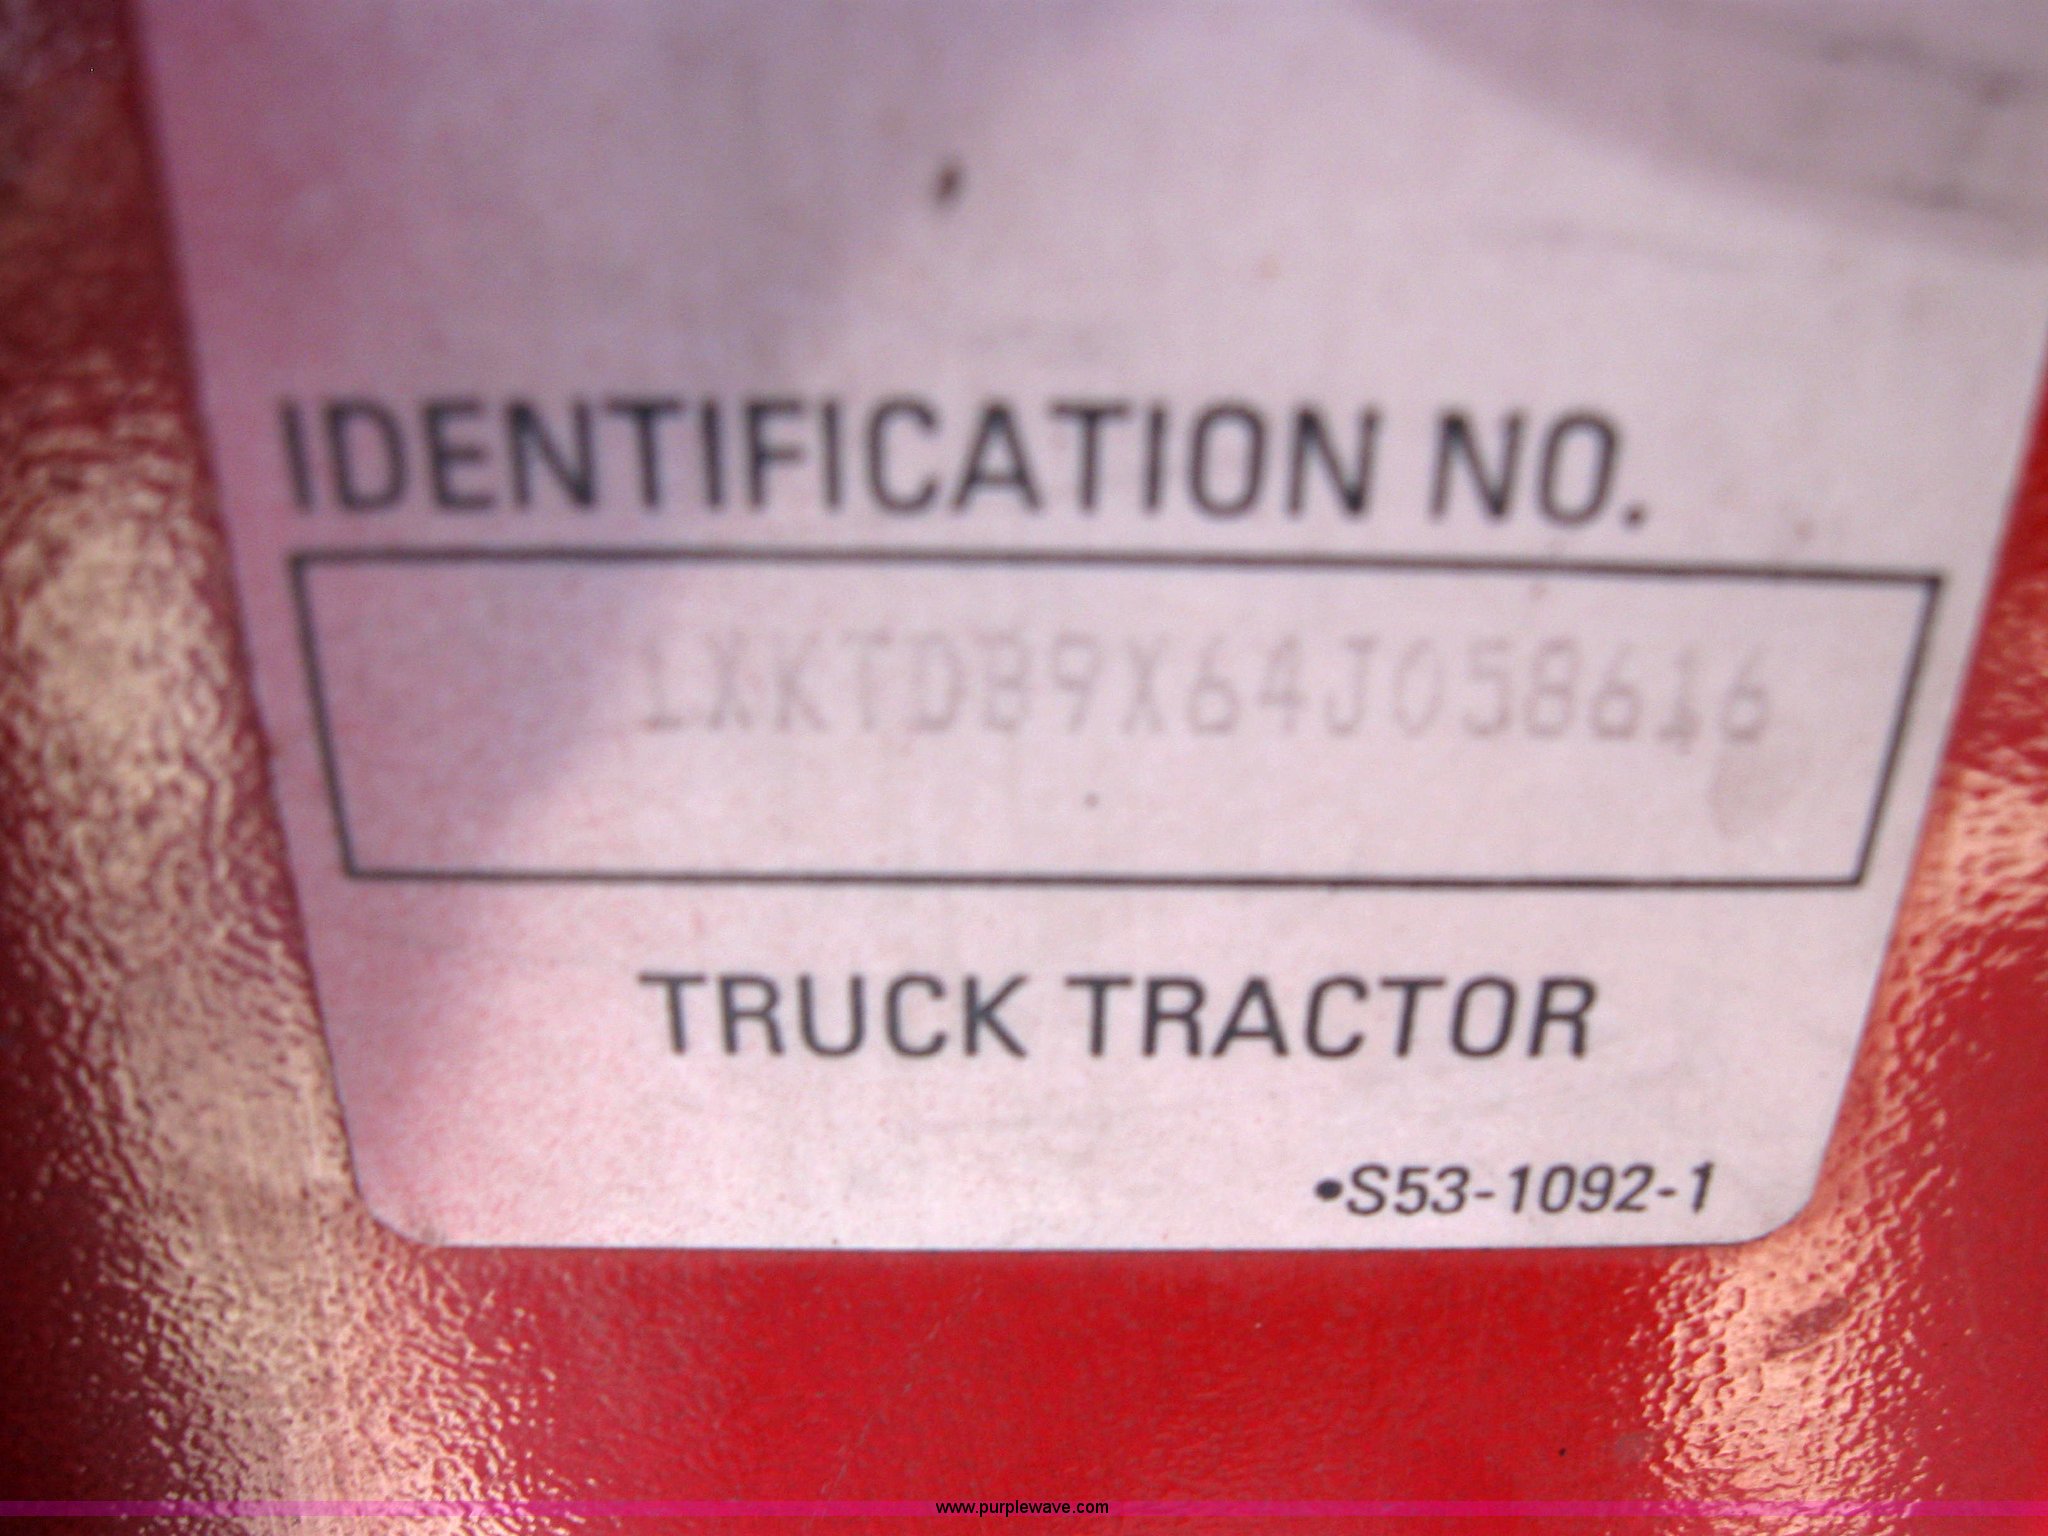 IDENTIFICATION NO.
1XKTDB9X64J058616
TRUCK TRACTOR
•S53-1092-1
www.purplewave.com